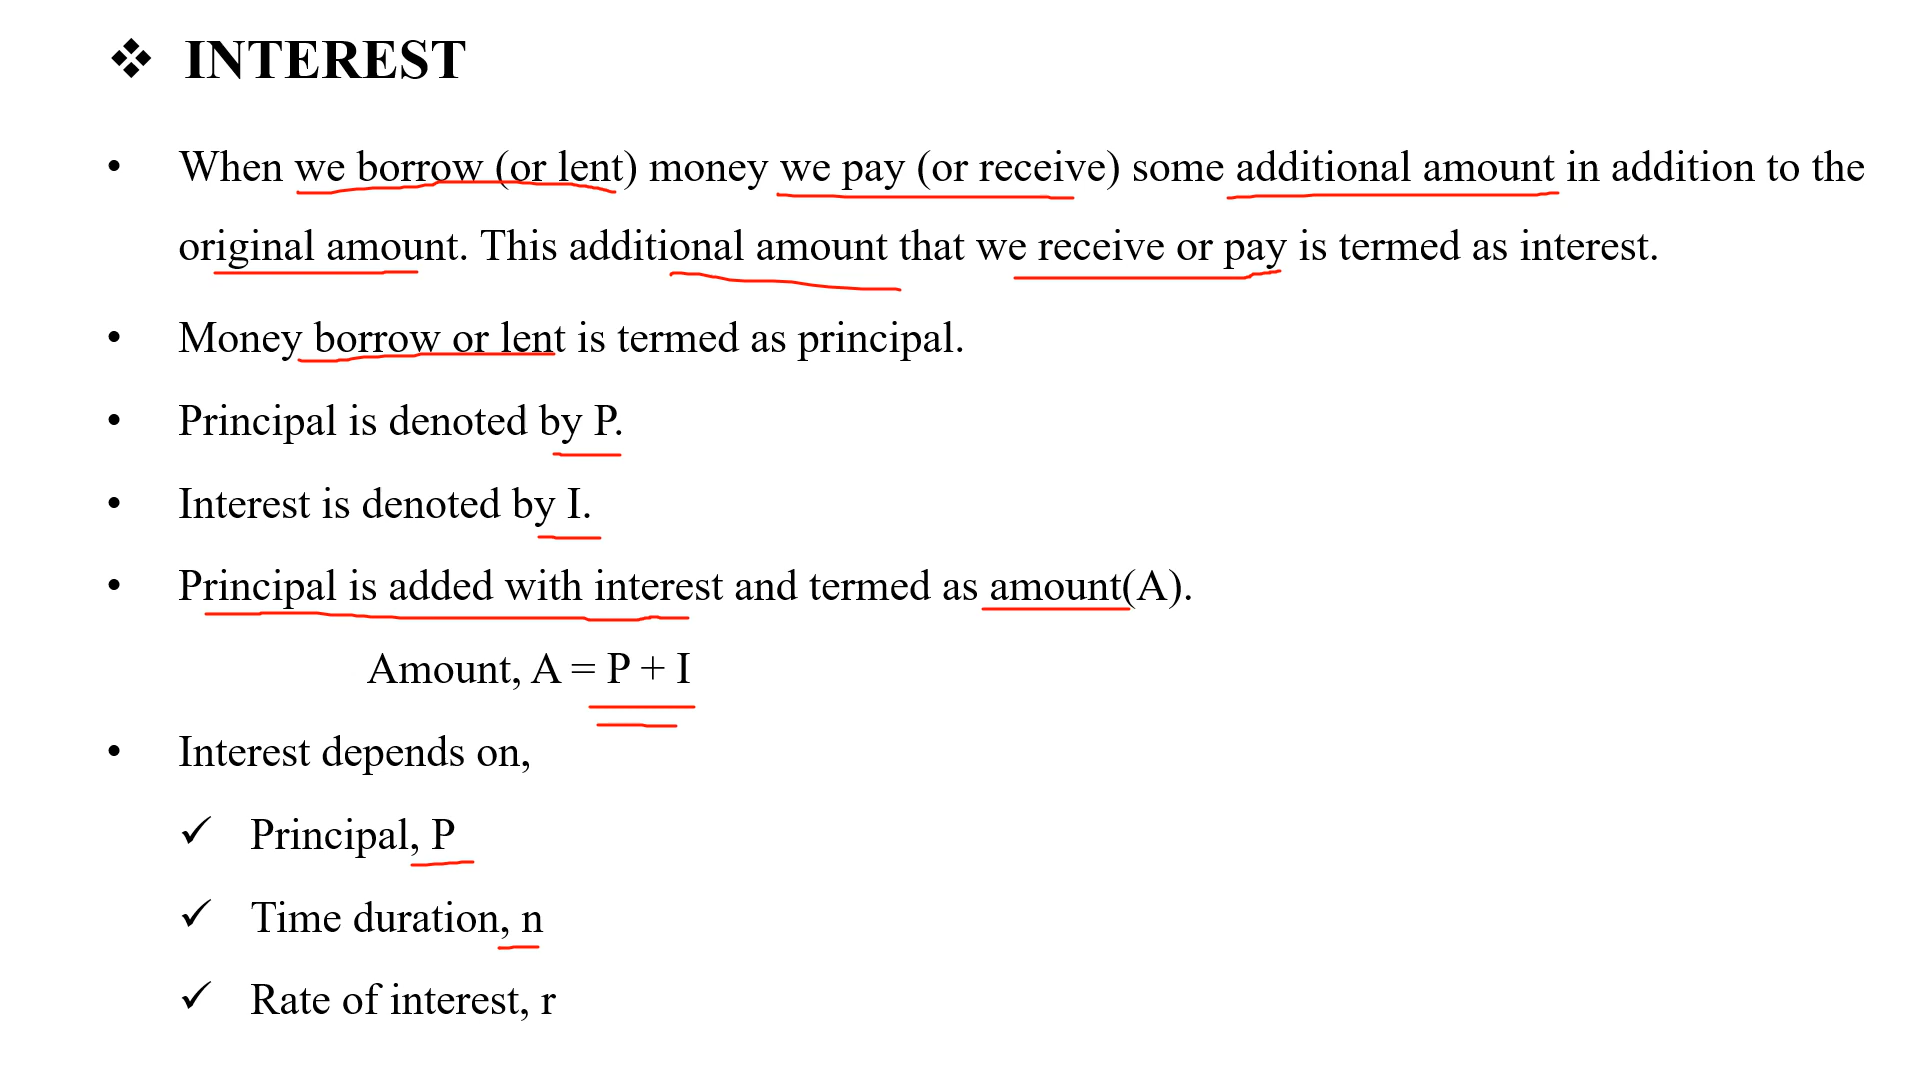 ❖ INTEREST
• When we borrow (or lent) money we pay (or receive) some additional amount in addition to the
original amount. This additional amount that we receive or pay is termed as interest.
• Money borrow or lent is termed as principal.
• Principal is denoted by P.
• Interest is denoted by I.
• Principal is added with interest and termed as amount(A).
Amount, A = P + I
• Interest depends on,
✓ Principal, P
✓ Time duration, n
✓ Rate of interest, r